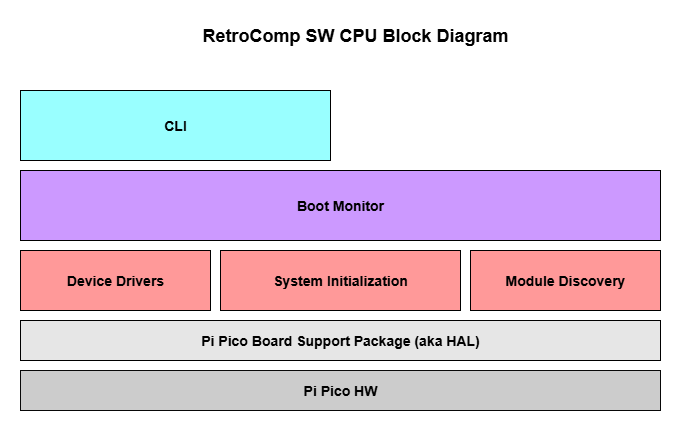 RetroComp SW CPU Block Diagram
CLI
Boot Monitor
Device Drivers
System Initialization
Module Discovery
Pi Pico Board Support Package (aka HAL)
Pi Pico HW